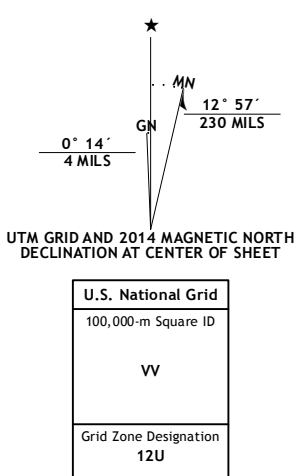 ★
MN
GN
12° 57´
230 MILS
0° 14´
4 MILS
UTM GRID AND 2014 MAGNETIC NORTH
DECLINATION AT CENTER OF SHEET
U.S. National Grid
100,000-m Square ID
VV
Grid Zone Designation
12U